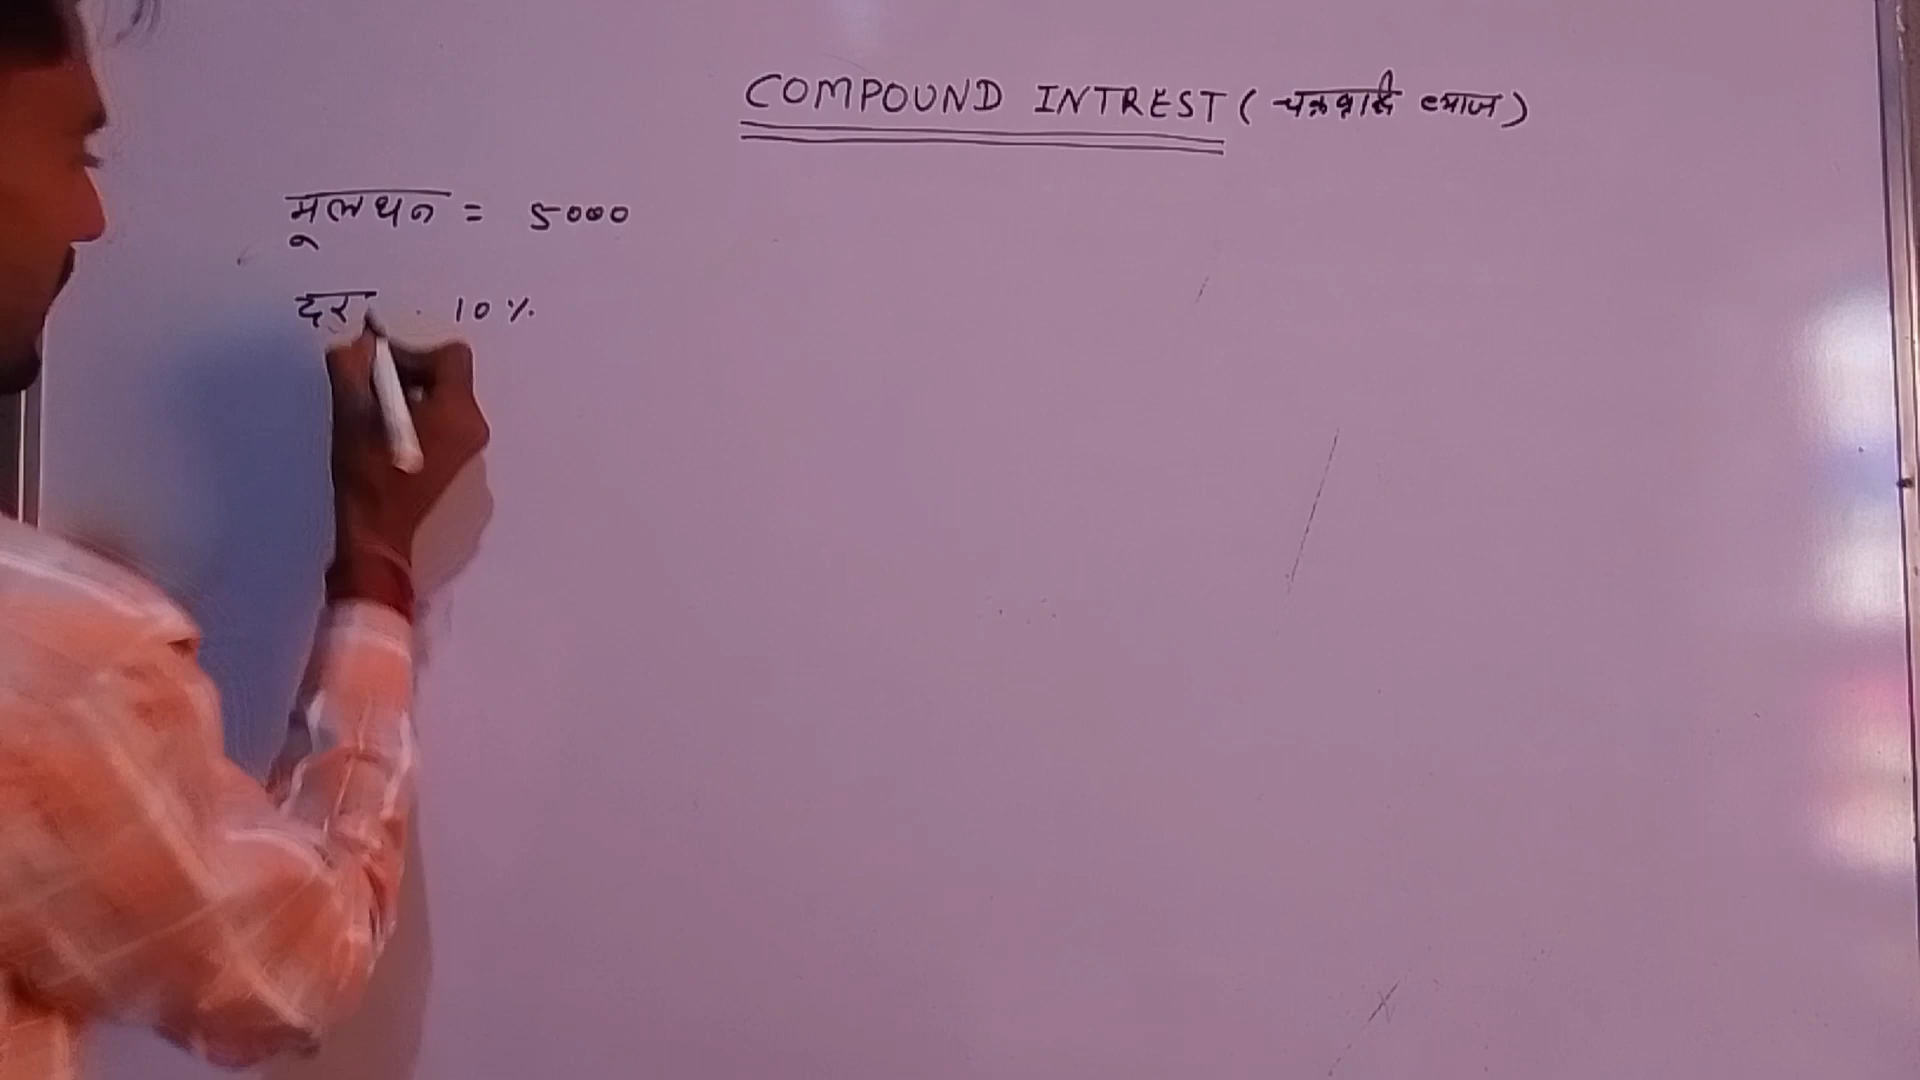 COMPOUND INTREST (चक्रवृद्धि ब्याज)
मूलधन = 5000
दर 10%